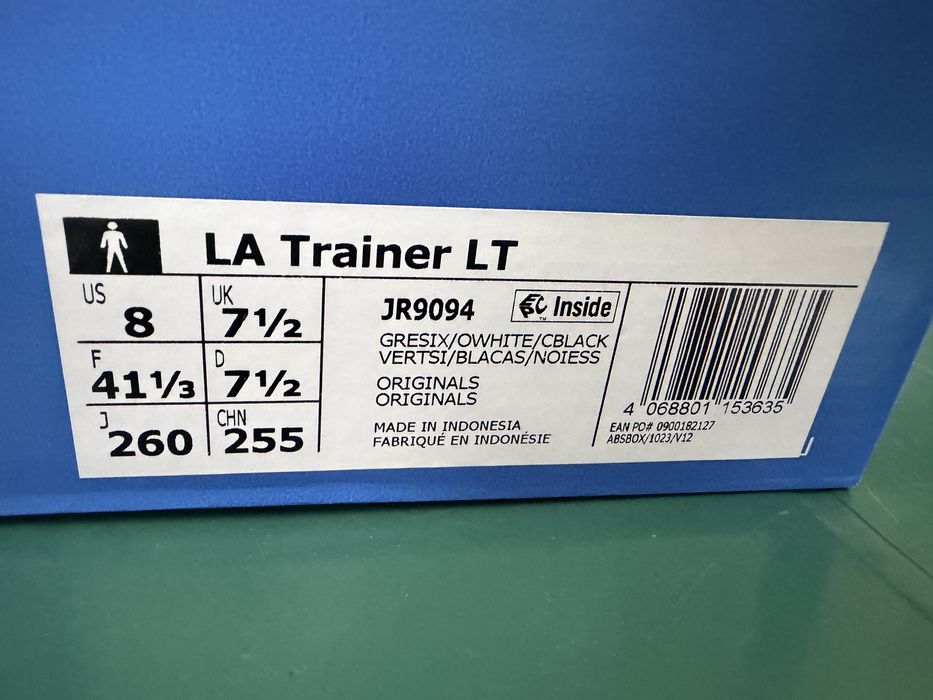 LA Trainer LT
US
8
UK
7½
F
41⅓
D
7½
J
260
CHN
255
JR9094
Inside
TM
GRESIX/OWHITE/CBLACK
VERTSI/BLACAS/NOIESS
ORIGINALS
ORIGINALS
MADE IN INDONESIA
FABRIQUÉ EN INDONÉSIE
4 068801 153635
EAN PO# 0900182127
ABSBOX/1023/V12